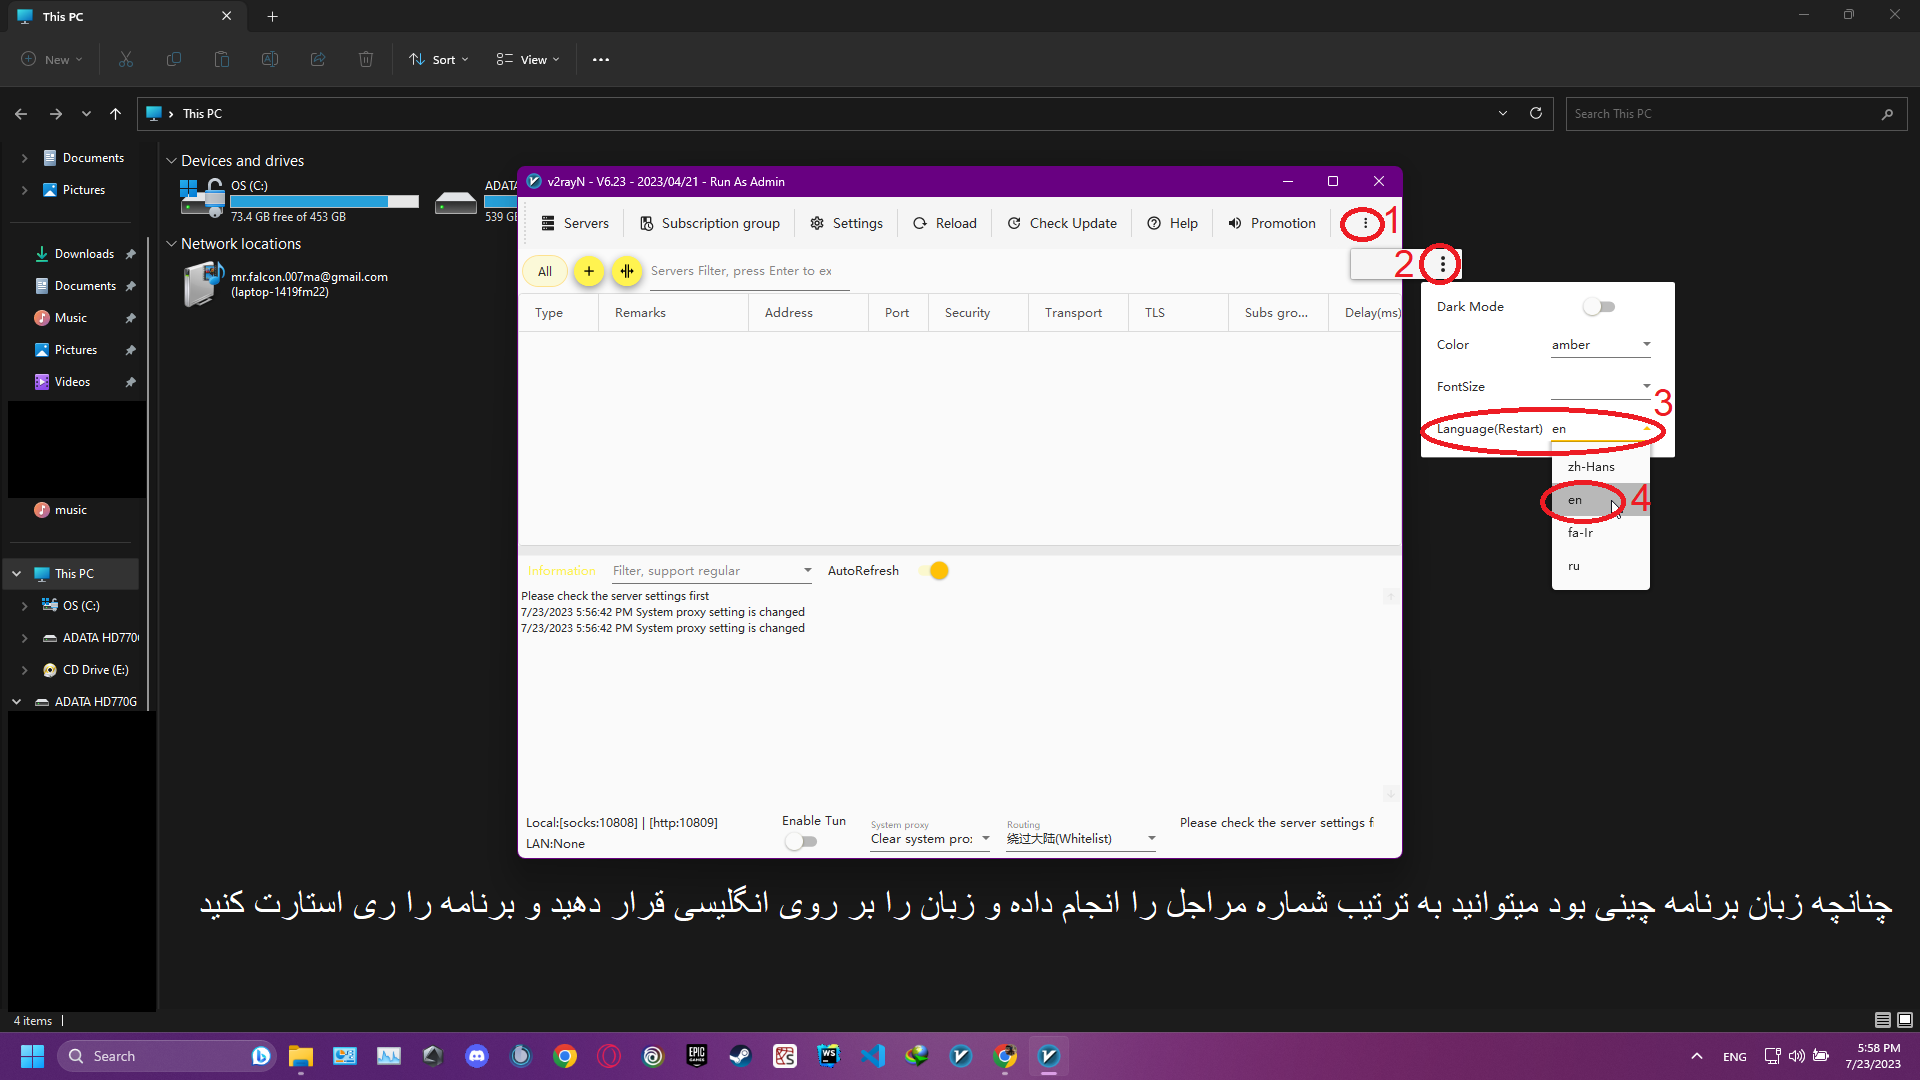 This PC
New
Sort
View
This PC
Search This PC
Documents
Pictures
Downloads
Documents
Music
Pictures
Videos
music
This PC
OS (C:)
ADATA HD770
CD Drive (E:)
ADATA HD770G
Devices and drives
OS (C:)
73.4 GB free of 453 GB
ADATA
539 GB
Network locations
mr.falcon.007ma@gmail.com
(laptop-1419fm22)
v2rayN - V6.23 - 2023/04/21 - Run As Admin
Servers
Subscription group
Settings
Reload
Check Update
Help
Promotion
1
2
All
Servers Filter, press Enter to ex
Type
Remarks
Address
Port
Security
Transport
TLS
Subs gro...
Delay(ms)
Dark Mode
Color
amber
FontSize
3
Language(Restart)
en
zh-Hans
en
4
fa-Ir
ru
Information
Filter, support regular
AutoRefresh
Please check the server settings first
7/23/2023 5:56:42 PM System proxy setting is changed
7/23/2023 5:56:42 PM System proxy setting is changed
Local:[socks:10808] | [http:10809]
LAN:None
Enable Tun
System proxy
Clear system pro:
Routing
绕过大陆(Whitelist)
Please check the server settings f
چنانچه زبان برنامه چینی بود میتوانید به ترتیب شماره مراجل را انجام داده و زبان را بر روی انگلیسی قرار دهید و برنامه را ری استارت کنید
4 items
Search
EPIC GAMES
WS
ENG
5:58 PM
7/23/2023